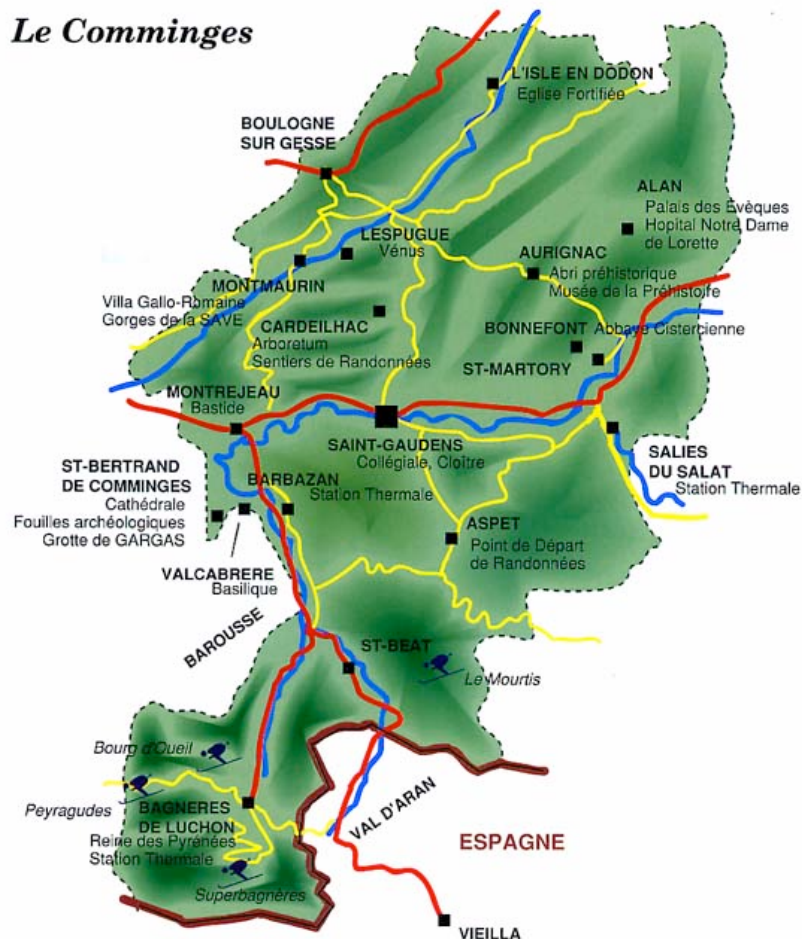 Le Comminges
L'ISLE EN DODON
Eglise Fortifiée
BOULOGNE
SUR GESSE
ALAN
Palais des Evèques
Hopital Notre Dame
de Lorette
LESPUGUE
Vénus
AURIGNAC
Abri préhistorique
Musée de la Préhistoire
MONTMAURIN
Villa Gallo-Romaine
Gorges de la SAVE
CARDEILHAC
Arboretum
Sentiers de Randonnées
BONNEFONT Abbaye Cistercienne
ST-MARTORY
MONTREJEAU
Bastide
SAINT-GAUDENS
Collégiale, Cloître
SALIES
DU SALAT
Station Thermale
ST-BERTRAND
DE COMMINGES
Cathédrale
Fouilles archéologiques
Grotte de GARGAS
BARBAZAN
Station Thermale
ASPET
Point de Départ
de Randonnées
VALCABRERE
Basilique
BAROUSSE
ST-BEAT
Le Mourtis
Bourg d'Oueil
Peyragudes
BAGNERES
DE LUCHON
Reine des Pyrénées
Station Thermale
Superbagnères
VAL D'ARAN
ESPAGNE
VIEILLA